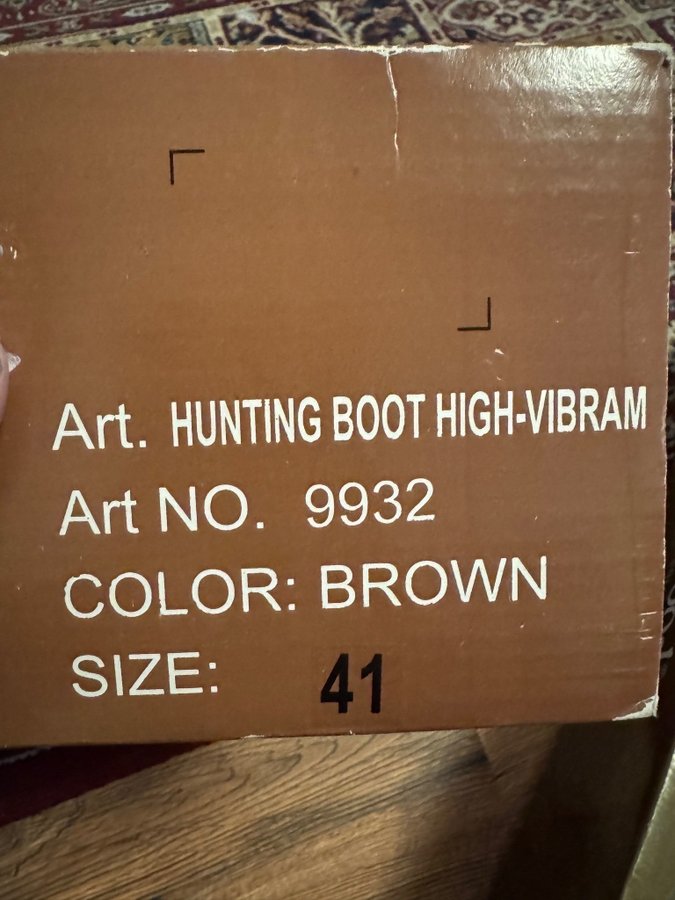 Art. HUNTING BOOT HIGH-VIBRAM
Art NO. 9932
COLOR: BROWN
SIZE: 41